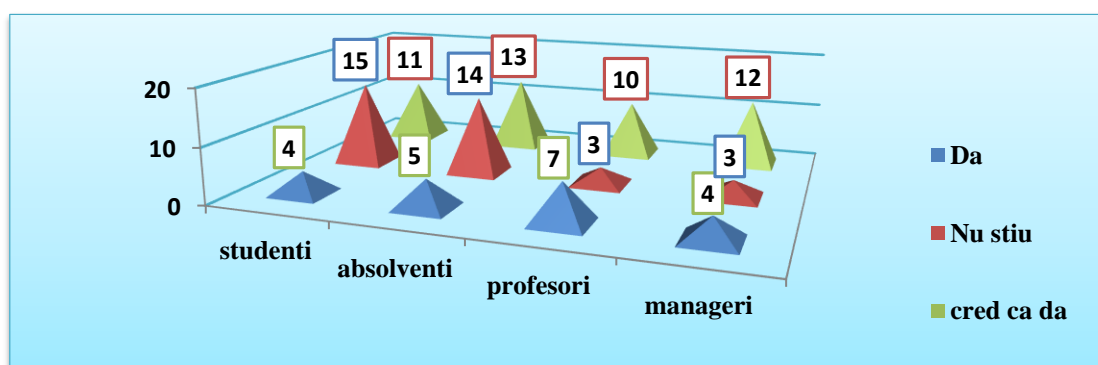 20
10
0
4
15
11
5
14
13
7
3
10
4
3
12
studenti
absolventi
profesori
manageri
Da
Nu stiu
cred ca da